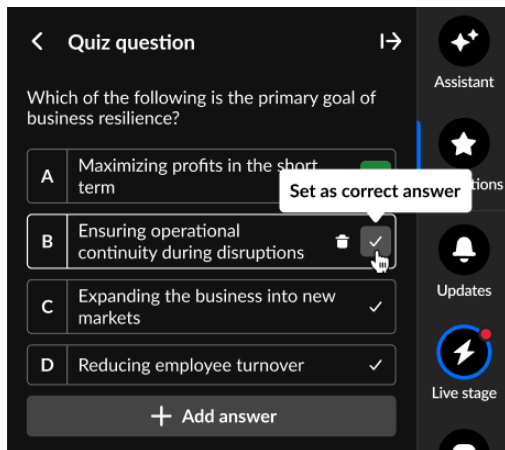 Quiz question
Which of the following is the primary goal of
business resilience?
A
Maximizing profits in the short
term
Set as correct answer
B
Ensuring operational
continuity during disruptions
C
Expanding the business into new
markets
D
Reducing employee turnover
+ Add answer
Assistant
Updates
Live stage